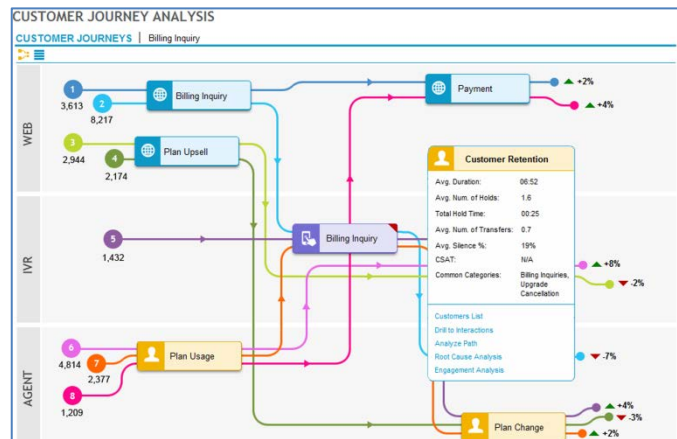 CUSTOMER JOURNEY ANALYSIS
CUSTOMER JOURNEYS | Billing Inquiry
WEB
1
3,613
2
8,217
Billing Inquiry
Payment
+2%
+4%
3
2,944
4
2,174
Plan Upsell
Customer Retention
Avg. Duration: 06:52
Avg. Num. of Holds: 1.6
Total Hold Time: 00:25
Avg. Num. of Transfers: 0.7
Avg. Silence %: 19%
CSAT: N/A
Common Categories: Billing Inquiries,
Upgrade
Cancellation
Customers List
Drill to Interactions
Analyze Path
Root Cause Analysis
Engagement Analysis
IVR
5
1,432
Billing Inquiry
+8%
-2%
AGENT
6
4,814
7
2,377
8
1,209
Plan Usage
-7%
Plan Change
+4%
-3%
+2%